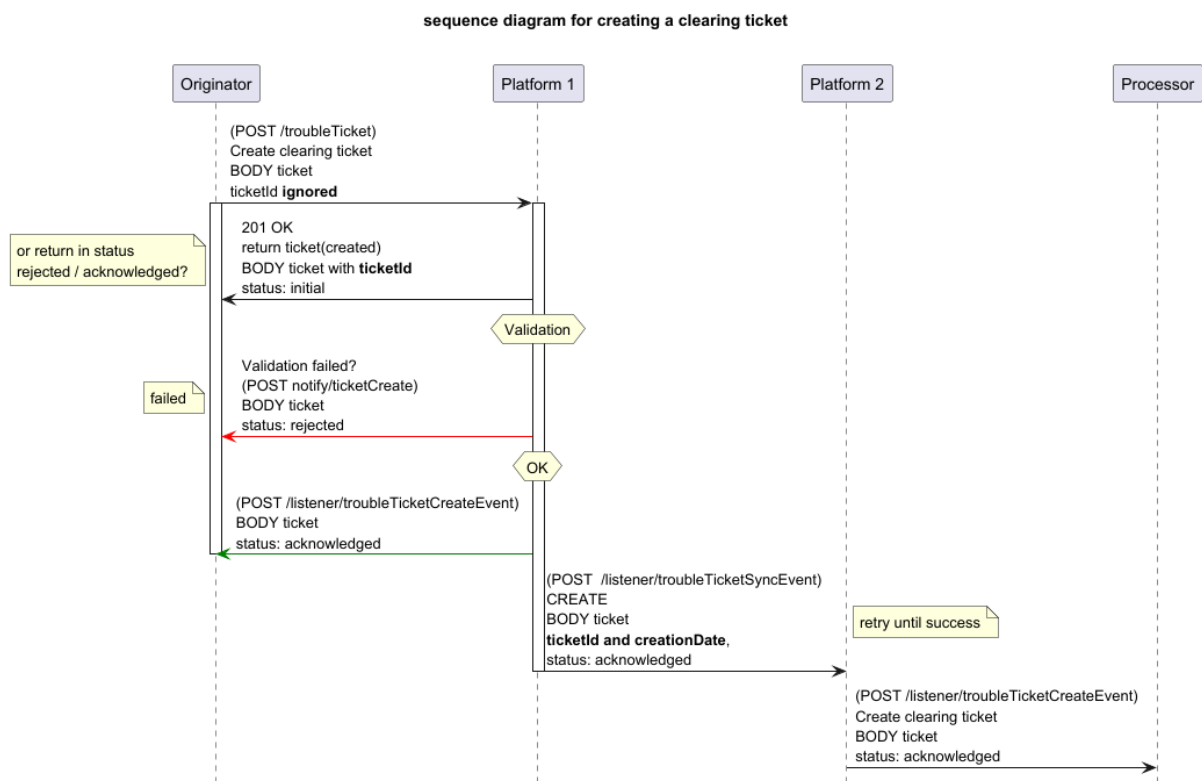 sequence diagram for creating a clearing ticket
Originator
Platform 1
Platform 2
Processor
(POST /troubleTicket)
Create clearing ticket
BODY ticket
ticketId ignored
or return in status
rejected / acknowledged?
201 OK
return ticket(created)
BODY ticket with ticketId
status: initial
Validation
failed
Validation failed?
(POST notify/ticketCreate)
BODY ticket
status: rejected
OK
(POST /listener/troubleTicketCreateEvent)
BODY ticket
status: acknowledged
(POST  /listener/troubleTicketSyncEvent)
CREATE
BODY ticket
ticketId and creationDate,
status: acknowledged
retry until success
(POST /listener/troubleTicketCreateEvent)
Create clearing ticket
BODY ticket
status: acknowledged